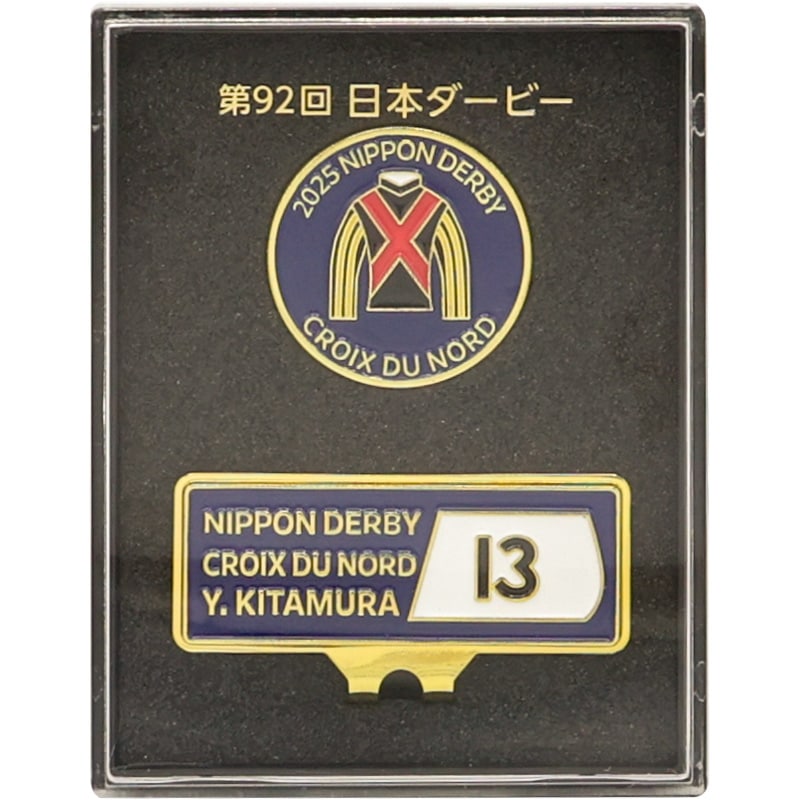 第92回 日本ダービー
2025 NIPPON DERBY
CROIX DU NORD
NIPPON DERBY
CROIX DU NORD
Y. KITAMURA
13